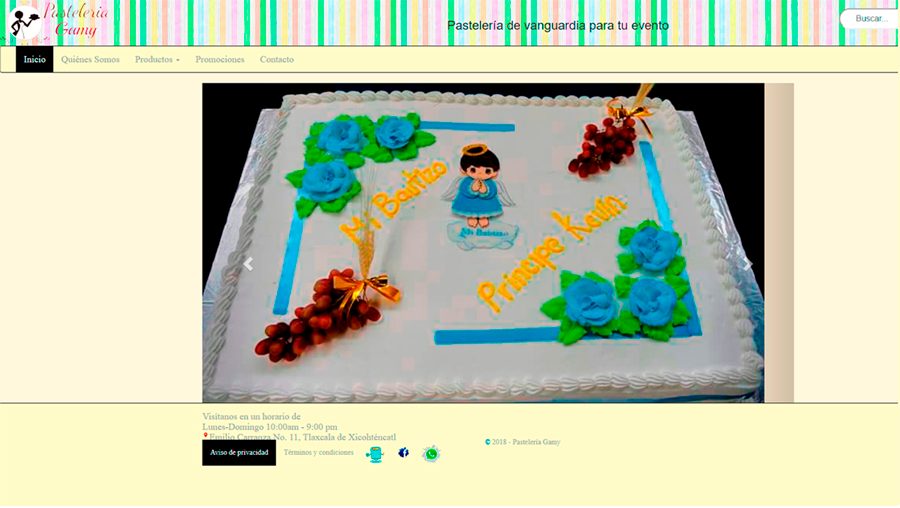 Pastelería
Gamy
Pastelería de vanguardia para tu evento
Buscar...
Inicio
Quiénes Somos
Productos
Promociones
Contacto
Mi Bautizo
Mi Bautizo
Principe Kevin
Visitanos en un horario de
Lunes-Domingo 10:00am - 9:00 pm
Emilio Carranza No. 11, Tlaxcala de Xicohténcatl
© 2018 - Pasteleria Gamy
Aviso de privacidad
Términos y condiciones